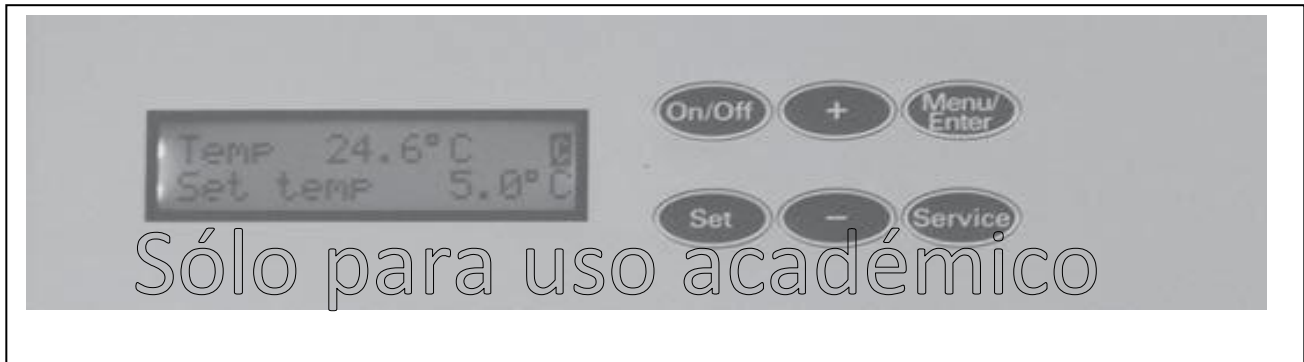 Temp 24.6°C C
Set temp 5.0°C
On/Off + Menu/
Enter
Set - Service
Sólo para uso académico